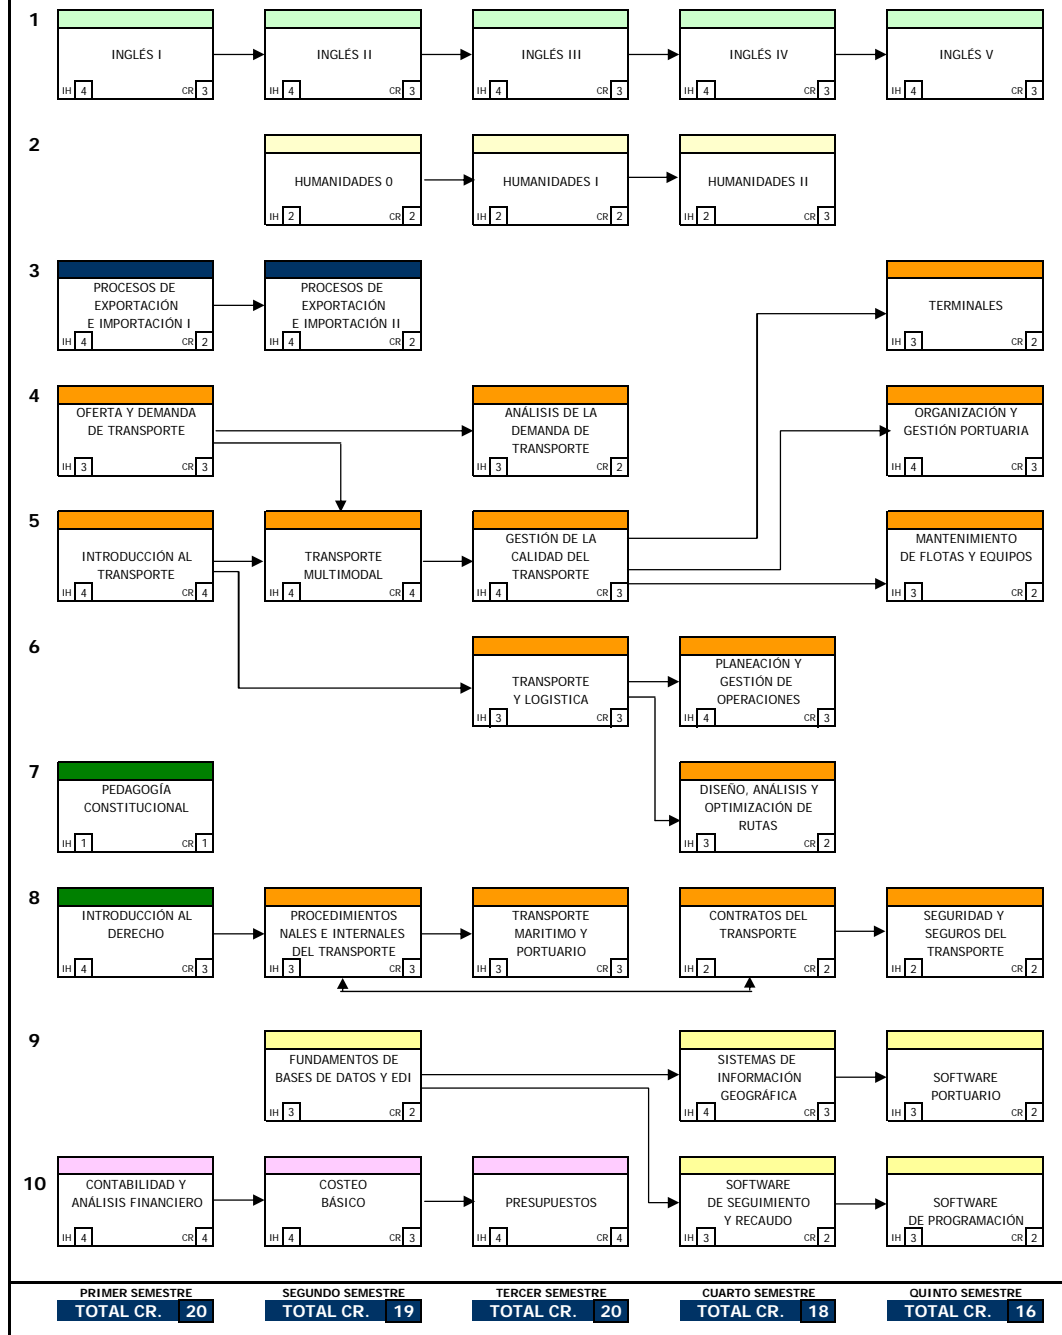 1
INGLÉS I
INGLÉS II
INGLÉS III
INGLÉS IV
INGLÉS V
IH 4 CR 3
IH 4 CR 3
IH 4 CR 3
IH 4 CR 3
IH 4 CR 3
2
HUMANIDADES 0
HUMANIDADES I
HUMANIDADES II
IH 2 CR 2
IH 2 CR 2
IH 2 CR 3
3
PROCESOS DE
EXPORTACIÓN
E IMPORTACIÓN I
IH 4 CR 2
PROCESOS DE
EXPORTACIÓN
E IMPORTACIÓN II
IH 4 CR 2
TERMINALES
IH 3 CR 2
4
OFERTA Y DEMANDA
DE TRANSPORTE
IH 3 CR 3
ANÁLISIS DE LA
DEMANDA DE
TRANSPORTE
IH 3 CR 2
ORGANIZACIÓN Y
GESTIÓN PORTUARIA
IH 4 CR 3
5
INTRODUCCIÓN AL
TRANSPORTE
IH 4 CR 4
TRANSPORTE
MULTIMODAL
IH 4 CR 4
GESTIÓN DE LA
CALIDAD DEL
TRANSPORTE
IH 4 CR 3
MANTENIMIENTO
DE FLOTAS Y EQUIPOS
IH 3 CR 2
6
TRANSPORTE
Y LOGISTICA
IH 3 CR 3
PLANEACIÓN Y
GESTIÓN DE
OPERACIONES
IH 4 CR 3
7
PEDAGOGÍA
CONSTITUCIONAL
IH 1 CR 1
DISEÑO, ANÁLISIS Y
OPTIMIZACIÓN DE
RUTAS
IH 3 CR 2
8
INTRODUCCIÓN AL
DERECHO
IH 4 CR 3
PROCEDIMIENTOS
NALES E INTERNALES
DEL TRANSPORTE
IH 3 CR 3
TRANSPORTE
MARITIMO Y
PORTUARIO
IH 3 CR 3
CONTRATOS DEL
TRANSPORTE
IH 2 CR 2
SEGURIDAD Y
SEGUROS DEL
TRANSPORTE
IH 2 CR 2
9
FUNDAMENTOS DE
BASES DE DATOS Y EDI
IH 3 CR 2
SISTEMAS DE
INFORMACIÓN
GEOGRÁFICA
IH 4 CR 3
SOFTWARE
PORTUARIO
IH 3 CR 2
10
CONTABILIDAD Y
ANÁLISIS FINANCIERO
IH 4 CR 4
COSTEO
BÁSICO
IH 4 CR 3
PRESUPUESTOS
IH 4 CR 4
SOFTWARE
DE SEGUIMIENTO
Y RECAUDO
IH 3 CR 2
SOFTWARE
DE PROGRAMACIÓN
IH 3 CR 2
PRIMER SEMESTRE
TOTAL CR. 20
SEGUNDO SEMESTRE
TOTAL CR. 19
TERCER SEMESTRE
TOTAL CR. 20
CUARTO SEMESTRE
TOTAL CR. 18
QUINTO SEMESTRE
TOTAL CR. 16